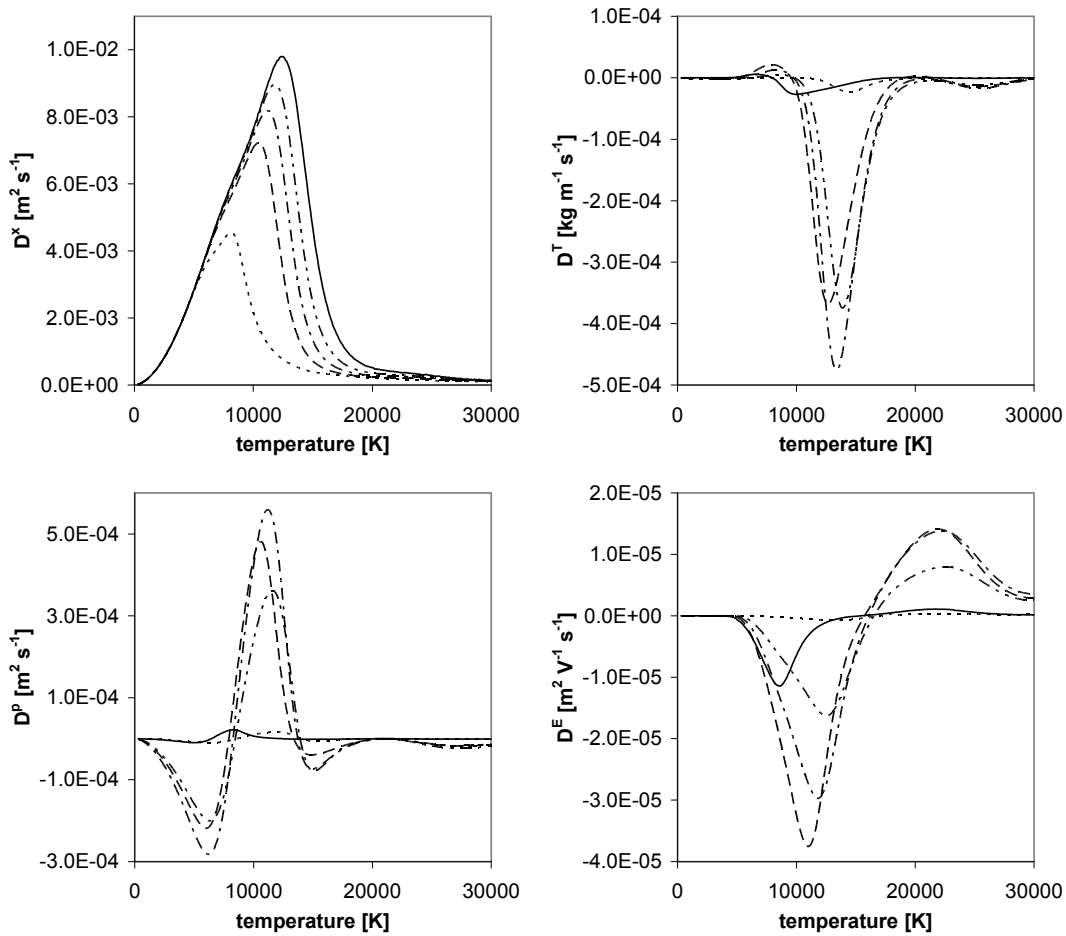 1.0E-02
8.0E-03
6.0E-03
4.0E-03
2.0E-03
0.0E+00
D^x [m² s⁻¹]
0 10000 20000 30000
temperature [K]
1.0E-04
0.0E+00
-1.0E-04
-2.0E-04
-3.0E-04
-4.0E-04
-5.0E-04
D^T [kg m⁻¹ s⁻¹]
0 10000 20000 30000
temperature [K]
5.0E-04
3.0E-04
1.0E-04
-1.0E-04
-3.0E-04
D^p [m² s⁻¹]
0 10000 20000 30000
temperature [K]
2.0E-05
1.0E-05
0.0E+00
-1.0E-05
-2.0E-05
-3.0E-05
-4.0E-05
D^E [m² V⁻¹ s⁻¹]
0 10000 20000 30000
temperature [K]